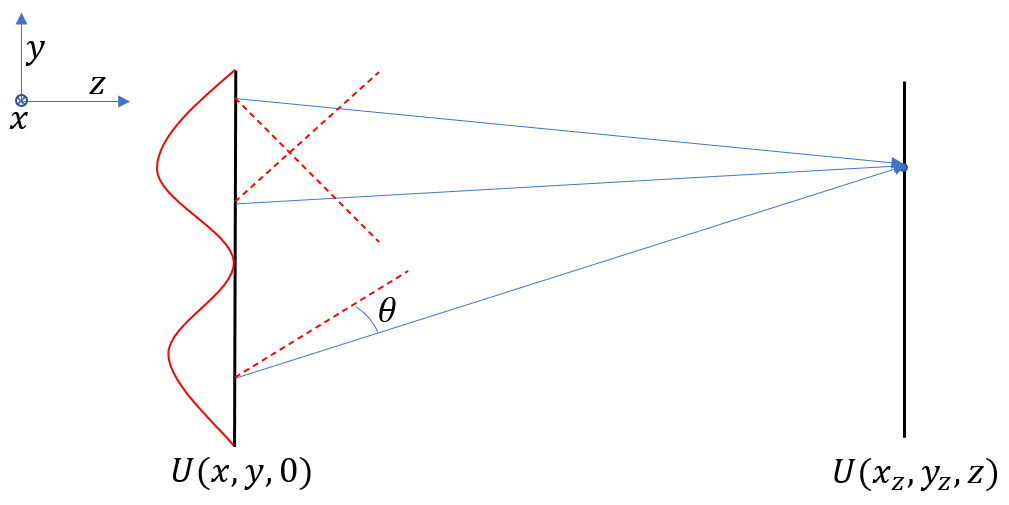 y
z
x
θ
U(x, y, 0)
U(x_z, y_z, z)